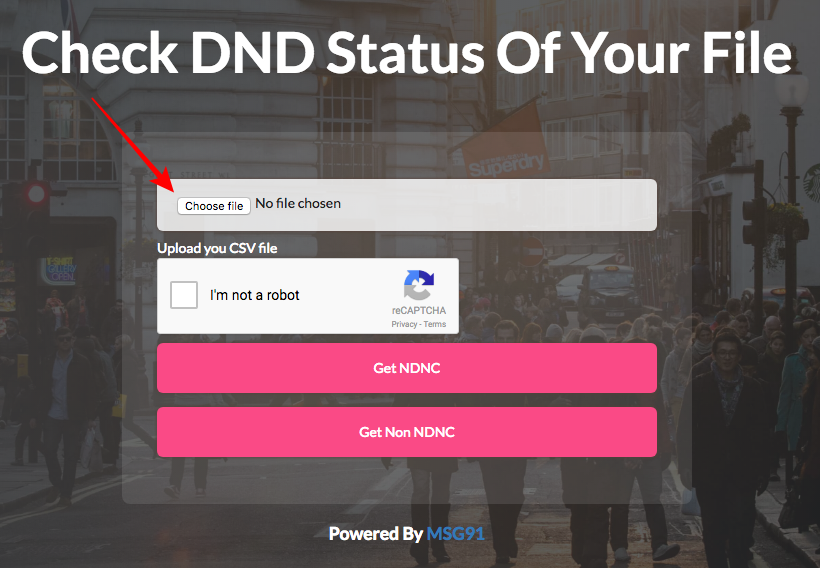 Check DND Status Of Your File
Superdry
Choose file No file chosen
Upload you CSV file
I'm not a robot
reCAPTCHA
Privacy - Terms
Get NDNC
Get Non NDNC
Powered By MSG91